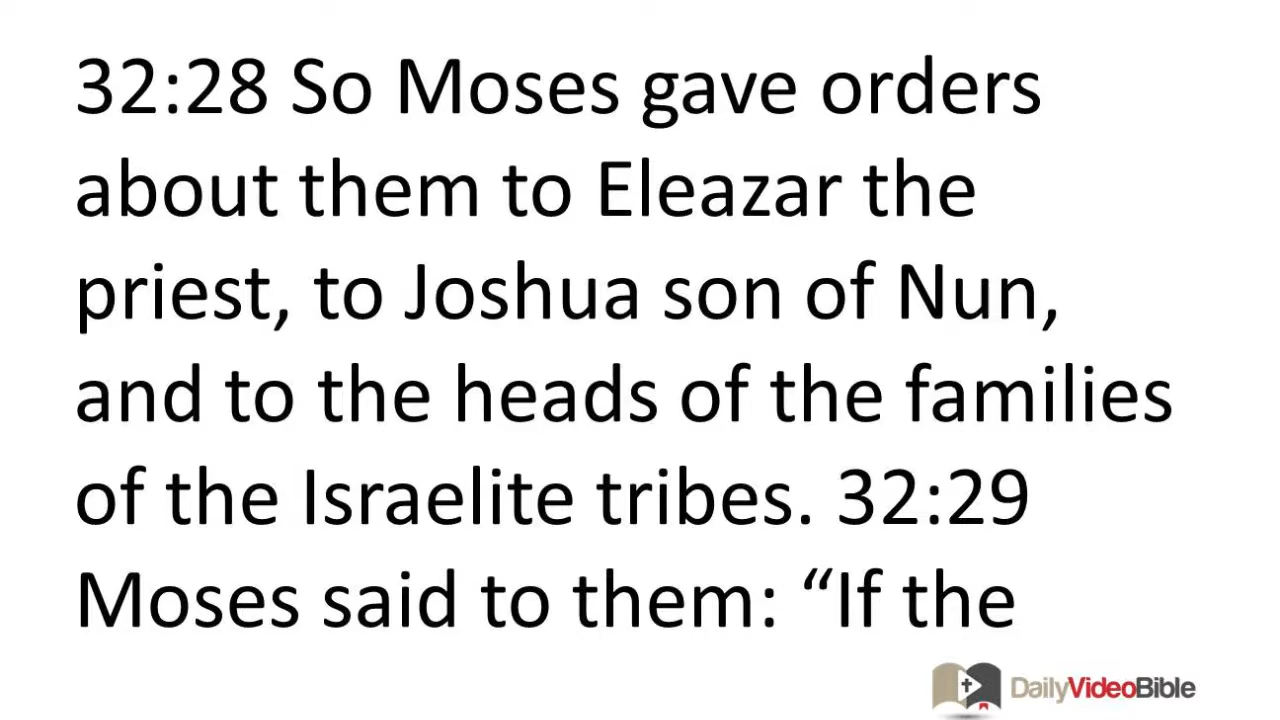 32:28 So Moses gave orders
about them to Eleazar the
priest, to Joshua son of Nun,
and to the heads of the families
of the Israelite tribes. 32:29
Moses said to them: “If the
DailyVideoBible